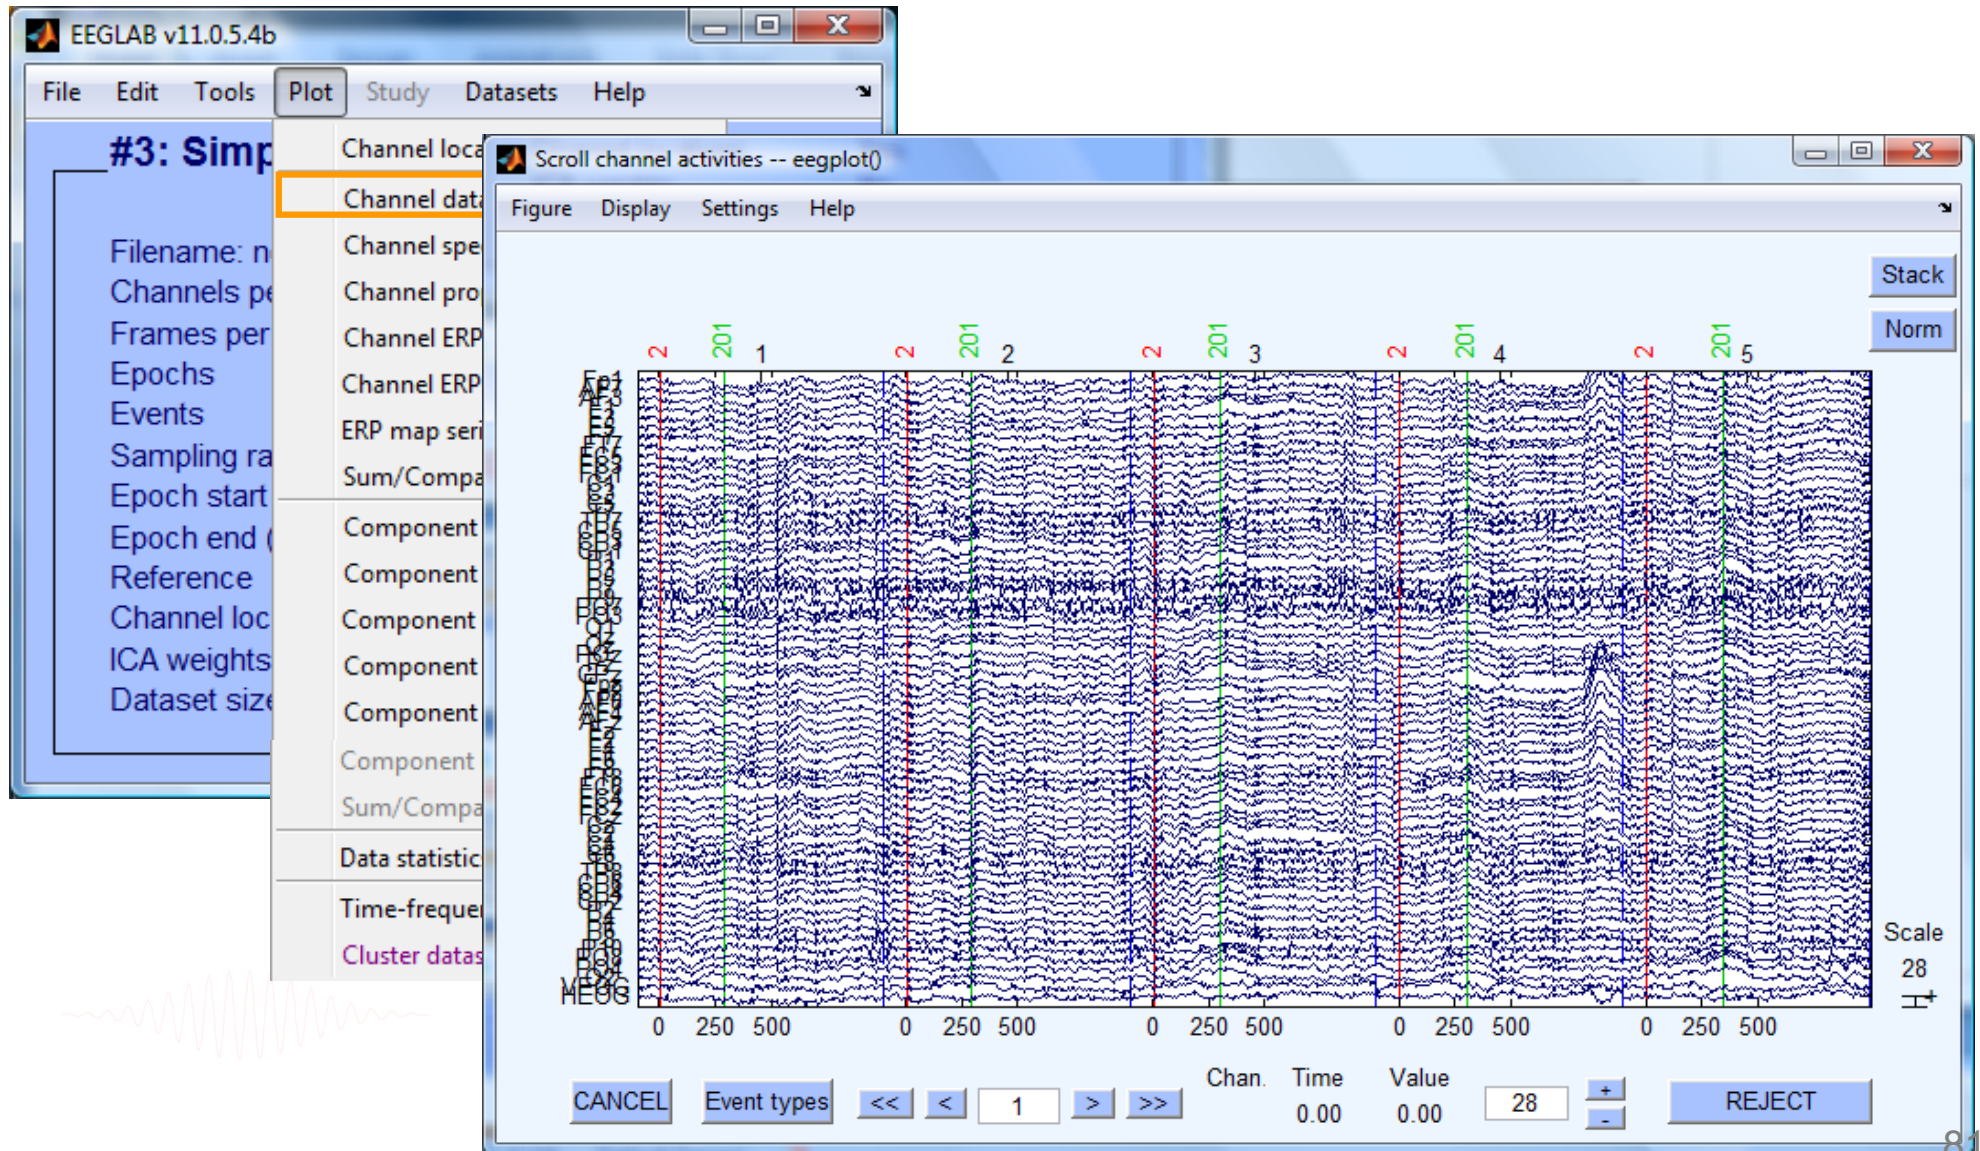 EEGLAB v11.0.5.4b
File Edit Tools Plot Study Datasets Help
#3: Simp
Filename: n
Channels pe
Frames per
Epochs
Events
Sampling ra
Epoch start
Epoch end (
Reference
Channel loc
ICA weights
Dataset size
Channel loca
Channel data
Channel spe
Channel pro
Channel ERP
Channel ERP
ERP map seri
Sum/Compa
Component
Component
Component
Component
Component
Component
Sum/Compa
Data statistic
Time-freque
Cluster datas
Scroll channel activities -- eegplot()
Figure Display Settings Help
Stack
Norm
2 201 1 2 201 2 2 201 3 2 201 4 2 201 5
VEOG
HEOG
0 250 500 0 250 500 0 250 500 0 250 500 0 250 500
Scale
28
+
CANCEL Event types << < 1 > >>
Chan. Time Value
0.00 0.00
28
+
-
REJECT
81